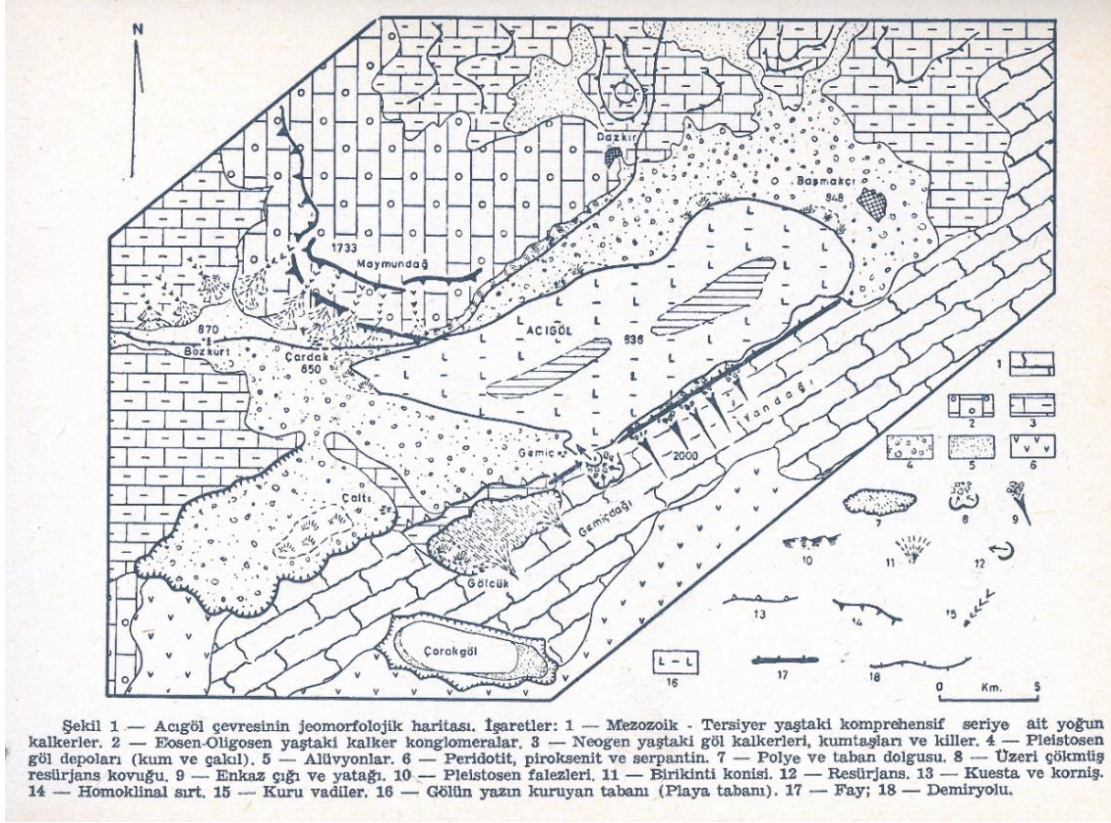 N
Dazkır
Başmakçı
848
1733
Maymundağ
ACIGÖL
836
870
Bozkurt
Çardak
850
Yandağı
2000
Gemiç
Gemiçdağı
Çaltı
Gölcük
Çorakgöl
1
2
3
4
5
6
7
8
9
10
11
12
13
14
15
16
17
18
0 Km. 5
Şekil 1 — Acıgöl çevresinin jeomorfolojik haritası. İşaretler: 1 — Mezozoik - Tersiyer yaştaki komprehensif seriye ait yoğun
kalkerler. 2 — Eosen-Oligosen yaştaki kalker konglomeralar. 3 — Neogen yaştaki göl kalkerleri, kumtaşları ve killer. 4 — Pleistosen
göl depoları (kum ve çakıl). 5 — Alüvyonlar. 6 — Peridotit, piroksenit ve serpantin. 7 — Polye ve taban dolgusu. 8 — Üzeri çökmüş
resürjans kovuğu. 9 — Enkaz çığı ve yatağı. 10 — Pleistosen falezleri. 11 — Birikinti konisi. 12 — Resürjans. 13 — Kuesta ve korniş.
14 — Homoklinal sırt. 15 — Kuru vadiler. 16 — Gölün yazın kuruyan tabanı (Playa tabanı). 17 — Fay; 18 — Demiryolu.